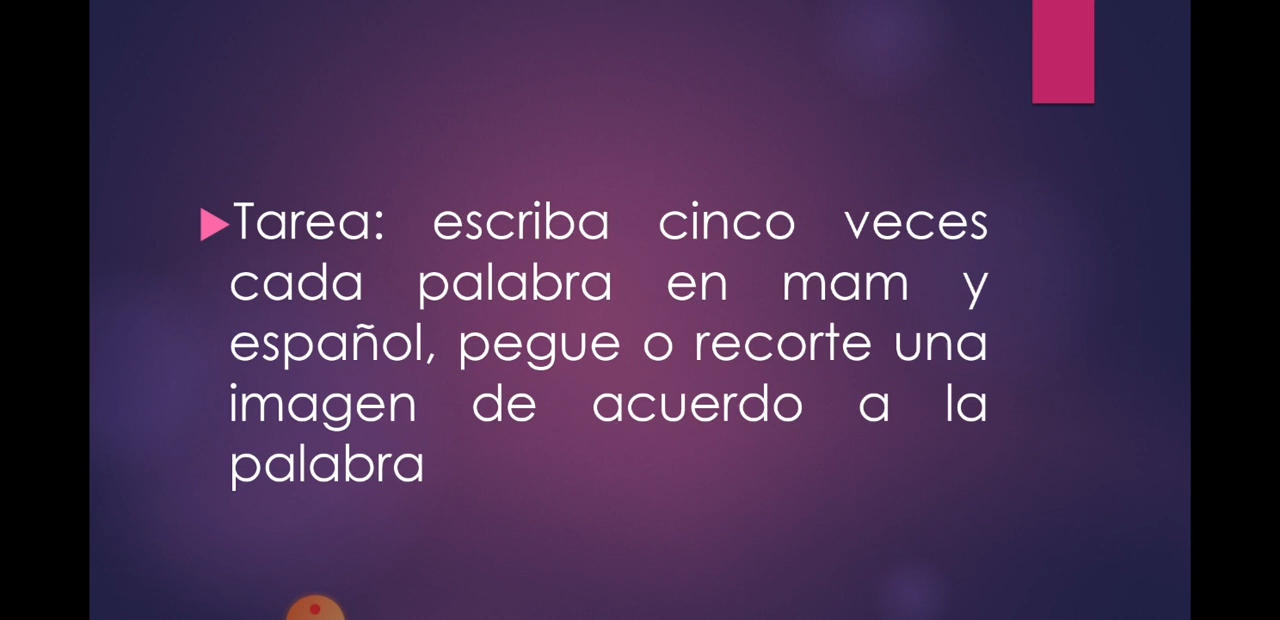 Tarea: escriba cinco veces
cada palabra en mam y
español, pegue o recorte una
imagen de acuerdo a la
palabra